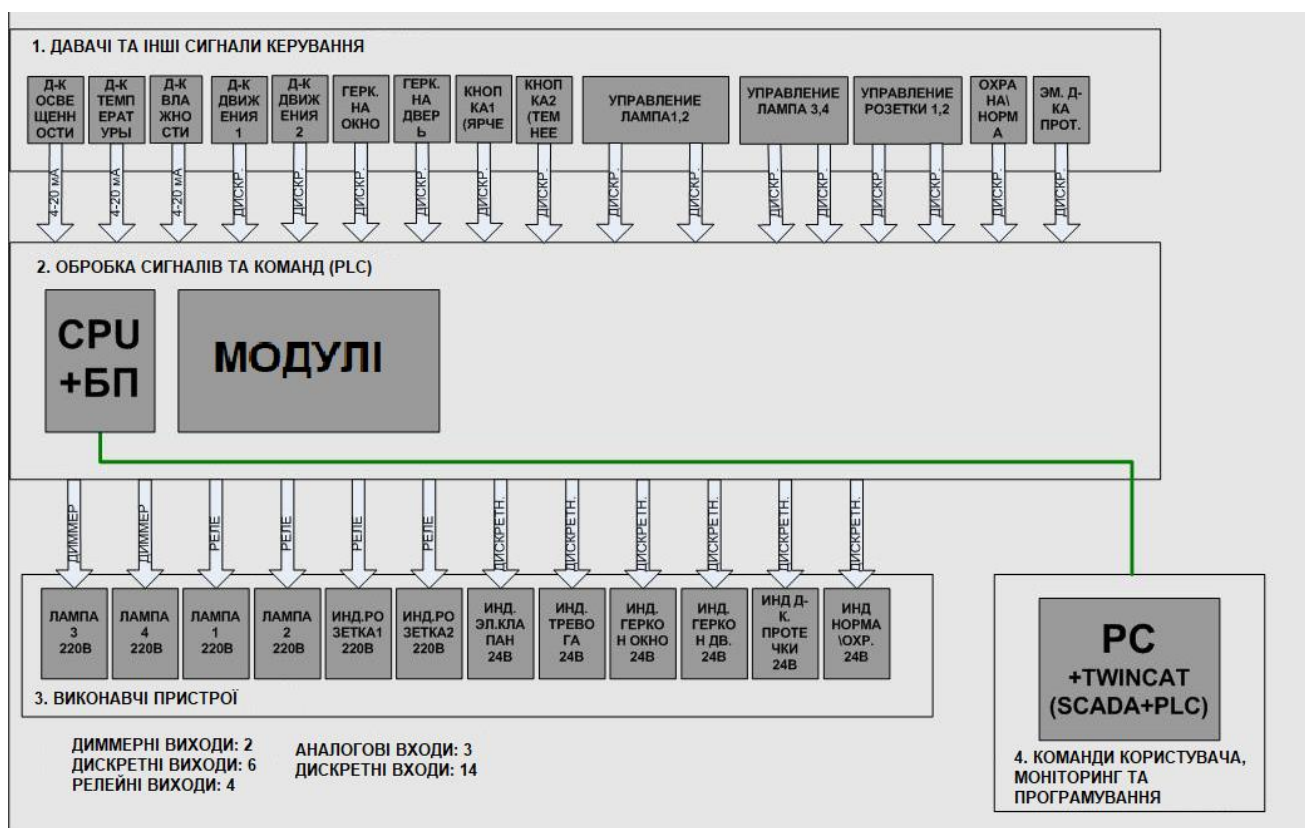 1. ДАВАЧІ ТА ІНШІ СИГНАЛИ КЕРУВАННЯ
Д-К
ОСВЕ
ЩЕНН
ОСТИ
Д-К
ТЕМП
ЕРАТ
УРЫ
Д-К
ВЛА
ЖНО
СТИ
Д-К
ДВИЖ
ЕНИЯ
1
Д-К
ДВИЖ
ЕНИЯ
2
ГЕРК.
НА
ОКНО
ГЕРК.
НА
ДВЕР
Ь
КНОП
КА1
(ЯРЧЕ
КНОП
КА2
(ТЕМ
НЕЕ
УПРАВЛЕНИЕ
ЛАМПА1,2
УПРАВЛЕНИЕ
ЛАМПА 3,4
УПРАВЛЕНИЕ
РОЗЕТКИ 1,2
ОХРА
НА\
НОРМ
А
ЭМ. Д-
КА
ПРОТ.
4-20 мА
4-20 мА
4-20 мА
ДИСКР.
ДИСКР.
ДИСКР.
ДИСКР.
ДИСКР.
ДИСКР.
ДИСКР.
ДИСКР.
ДИСКР.
ДИСКР.
ДИСКР.
ДИСКР.
ДИСКР.
ДИСКР.
2. ОБРОБКА СИГНАЛІВ ТА КОМАНД (PLC)
CPU
+БП
МОДУЛІ
ДИММЕР
ДИММЕР
РЕЛЕ
РЕЛЕ
РЕЛЕ
РЕЛЕ
ДИСКРЕТН.
ДИСКРЕТН.
ДИСКРЕТН.
ДИСКРЕТН.
ДИСКРЕТН.
ДИСКРЕТН.
ЛАМПА
3
220В
ЛАМПА
4
220В
ЛАМПА
1
220В
ЛАМПА
2
220В
ИНД.РО
ЗЕТКА1
220В
ИНД.РО
ЗЕТКА2
220В
ИНД.
ЭЛ.КЛА
ПАН
24В
ИНД.
ТРЕВО
ГА
24В
ИНД.
ГЕРКО
Н ОКНО
24В
ИНД.
ГЕРКО
Н ДВ.
24В
ИНД Д-
К.
ПРОТЕ
ЧКИ
24В
ИНД
НОРМА
\ОХР.
24В
3. ВИКОНАВЧІ ПРИСТРОЇ
PC
+TWINCAT
(SCADA+PLC)
4. КОМАНДИ КОРИСТУВАЧА,
МОНІТОРИНГ ТА
ПРОГРАМУВАННЯ
ДИММЕРНІ ВИХОДИ: 2
ДИСКРЕТНІ ВИХОДИ: 6
РЕЛЕЙНІ ВИХОДИ: 4
АНАЛОГОВІ ВХОДИ: 3
ДИСКРЕТНІ ВХОДИ: 14